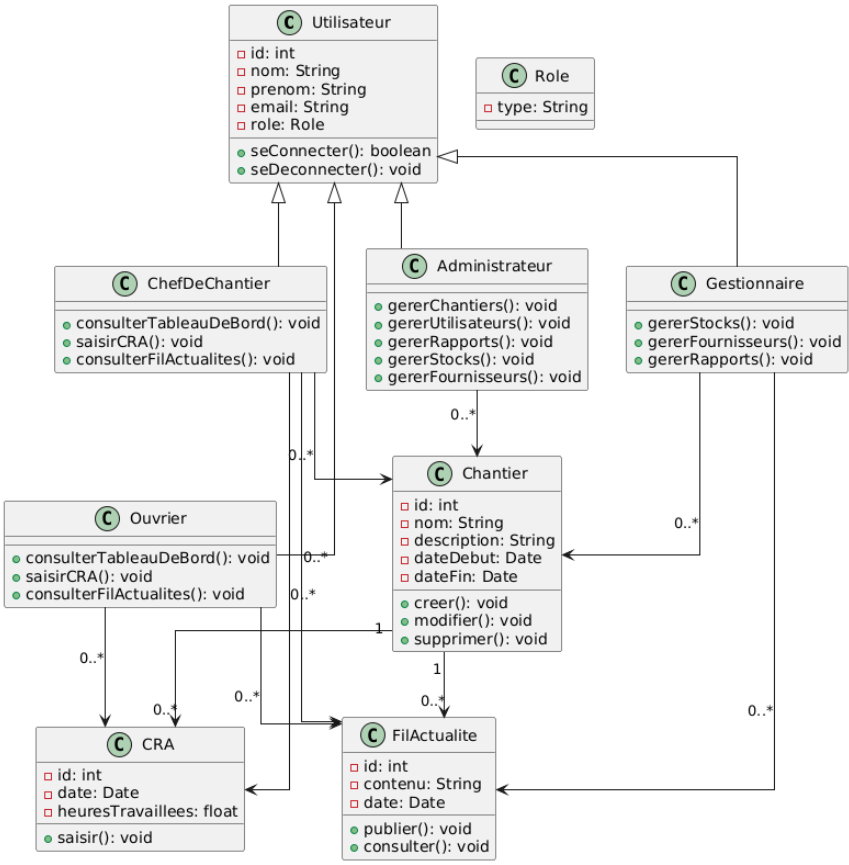 C Utilisateur
id: int
nom: String
prenom: String
email: String
role: Role
seConnecter(): boolean
seDeconnecter(): void
C Role
type: String
C ChefDeChantier
consulterTableauDeBord(): void
saisirCRA(): void
consulterFilActualites(): void
C Administrateur
gererChantiers(): void
gererUtilisateurs(): void
gererRapports(): void
gererStocks(): void
gererFournisseurs(): void
C Gestionnaire
gererStocks(): void
gererFournisseurs(): void
gererRapports(): void
0..*
0..*
C Chantier
id: int
nom: String
description: String
dateDebut: Date
dateFin: Date
creer(): void
modifier(): void
supprimer(): void
0..*
C Ouvrier
consulterTableauDeBord(): void
saisirCRA(): void
consulterFilActualites(): void
0..*
0..*
1
0..*
1
0..*
0..*
0..*
0..*
C CRA
id: int
date: Date
heuresTravaillees: float
saisir(): void
C FilActualite
id: int
contenu: String
date: Date
publier(): void
consulter(): void